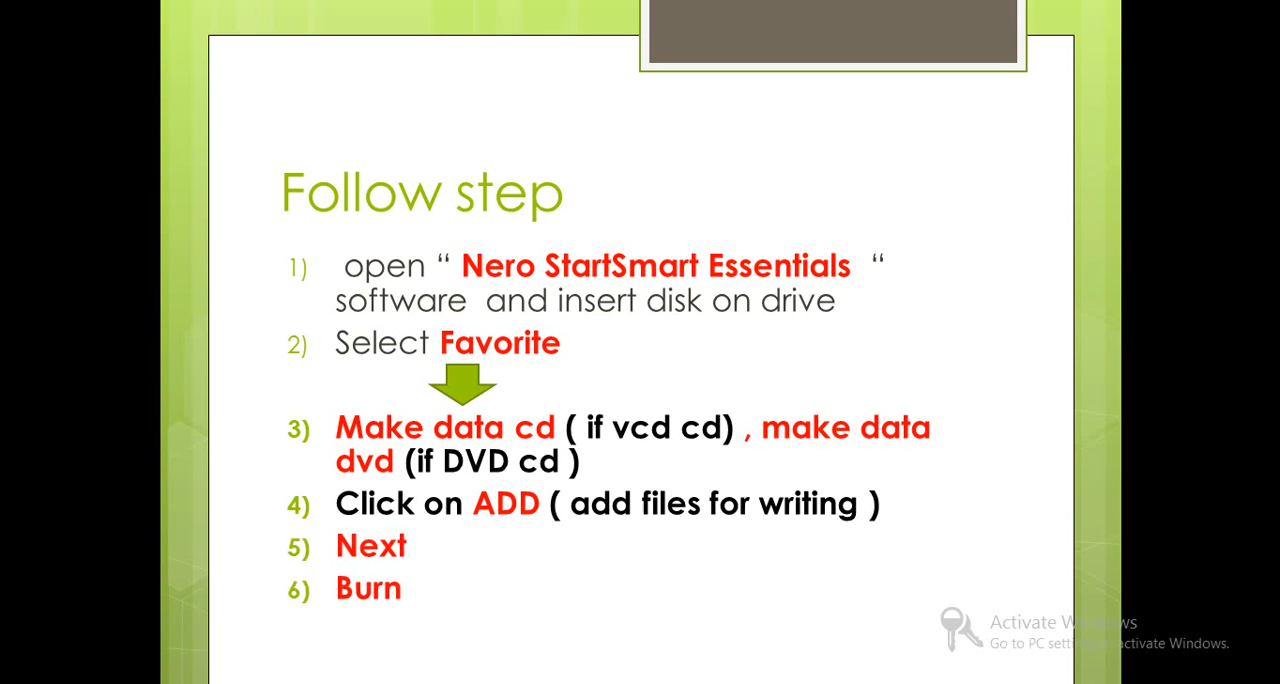 Follow step
1) open “ Nero StartSmart Essentials “
software and insert disk on drive
2) Select Favorite
3) Make data cd ( if vcd cd) , make data
dvd (if DVD cd )
4) Click on ADD ( add files for writing )
5) Next
6) Burn
Activate Windows
Go to PC settings to activate Windows.